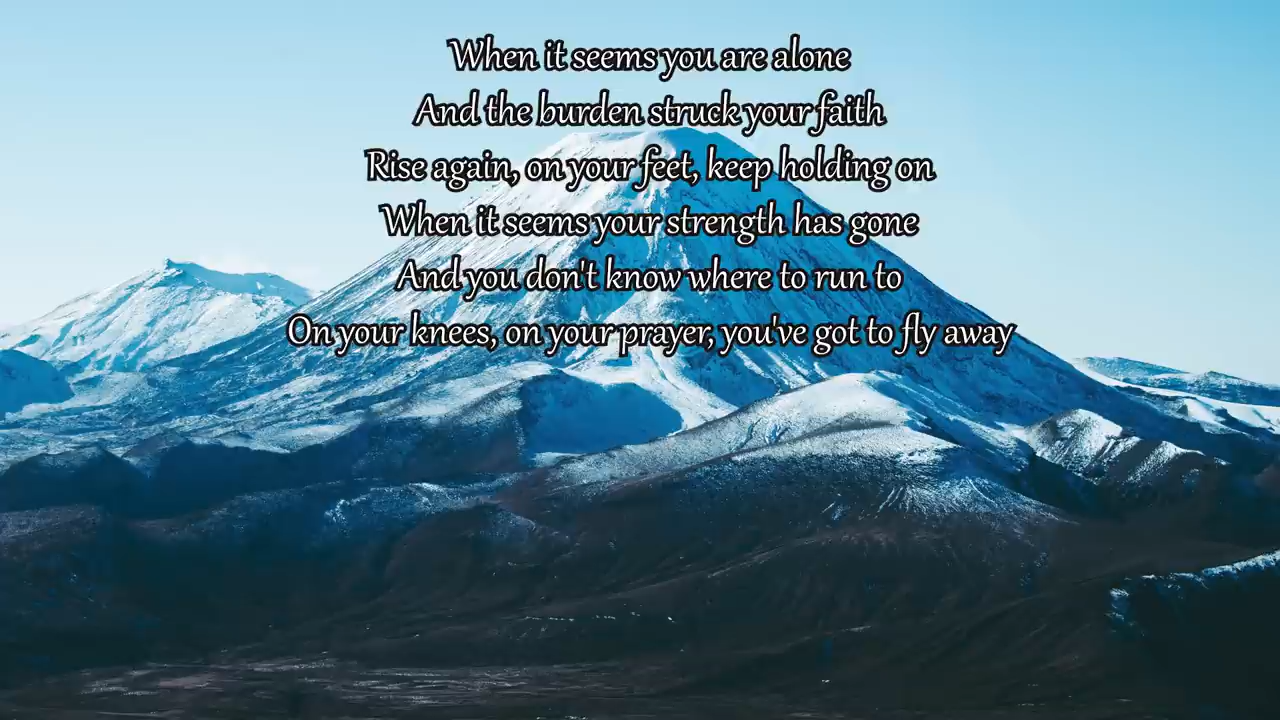 When it seems you are alone
And the burden struck your faith
Rise again, on your feet, keep holding on
When it seems your strength has gone
And you don't know where to run to
On your knees, on your prayer, you've got to fly away